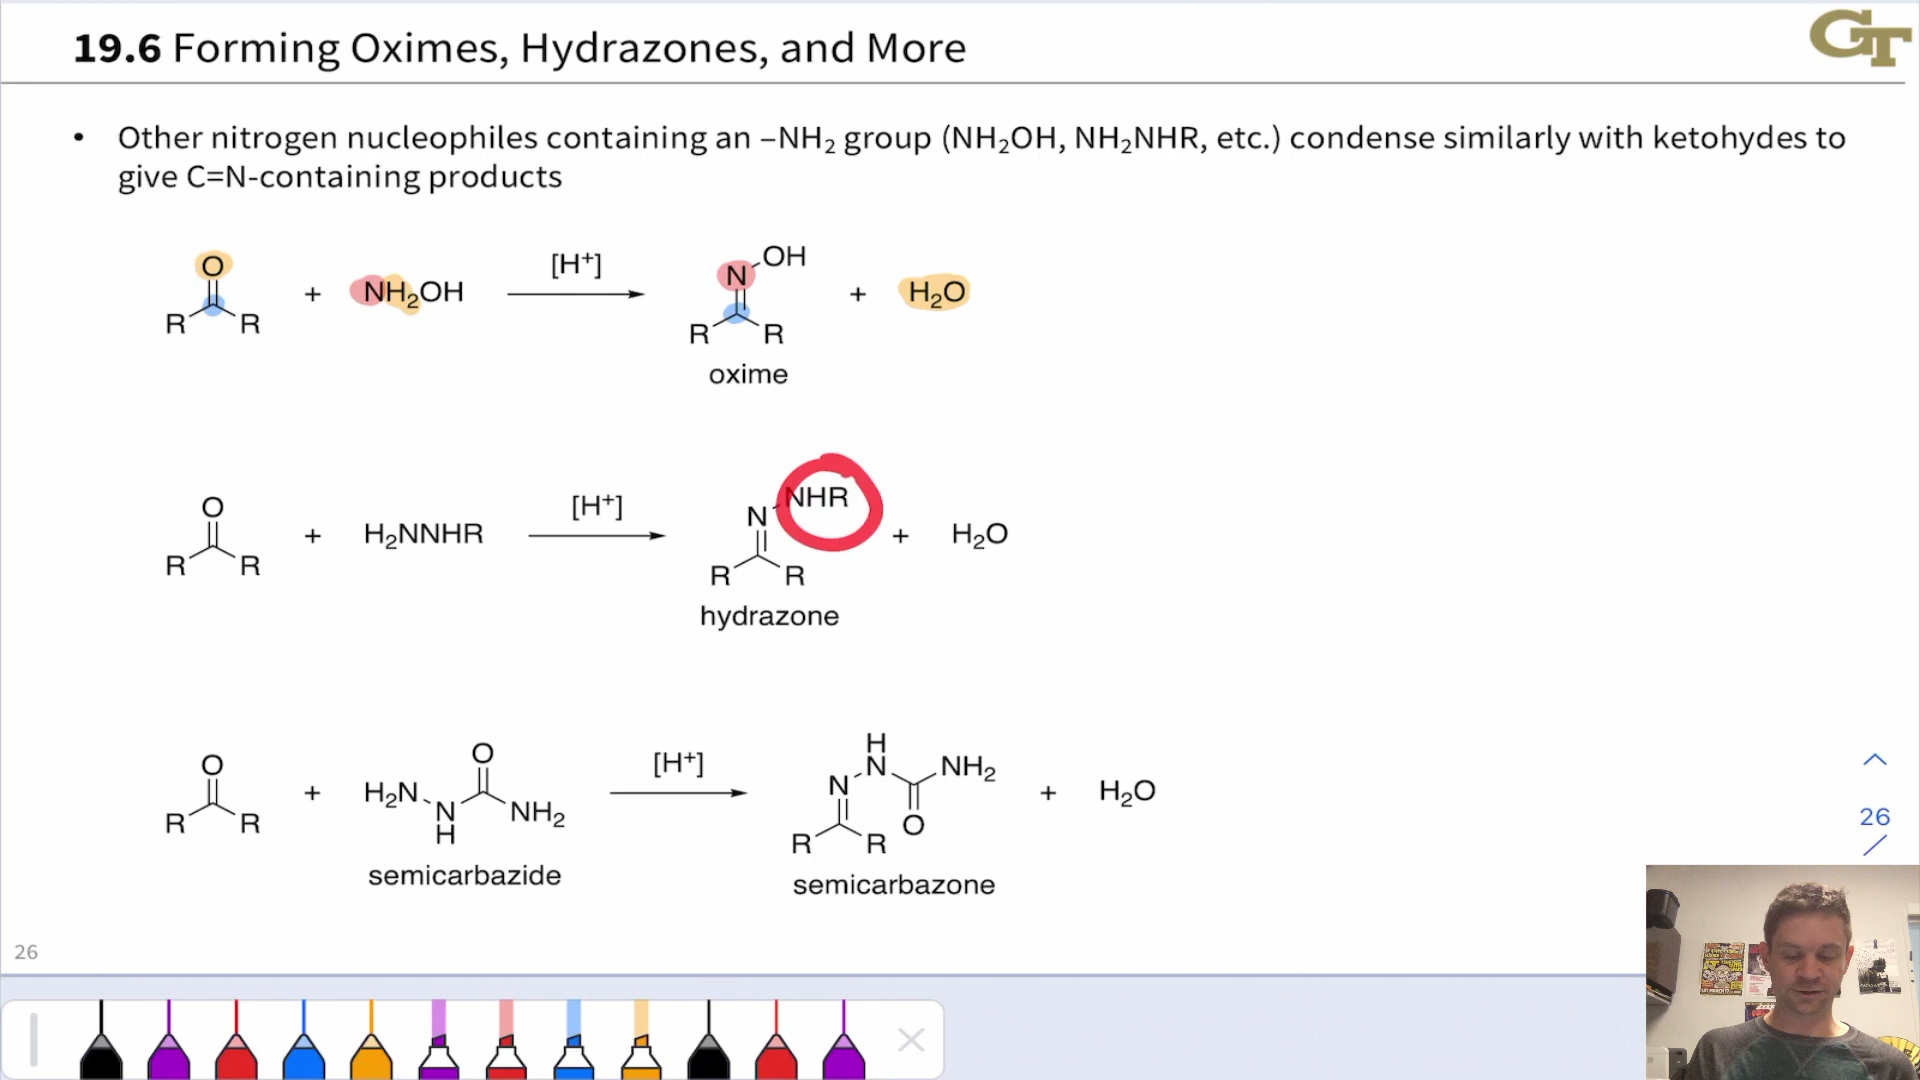 19.6 Forming Oximes, Hydrazones, and More
GT
• Other nitrogen nucleophiles containing an –NH₂ group (NH₂OH, NH₂NHR, etc.) condense similarly with ketohydes to
give C=N-containing products
O
R R + NH₂OH [H⁺] N OH
R R + H₂O
oxime
O
R R + H₂NNHR [H⁺] N NHR
R R + H₂O
hydrazone
O
R R + H₂N N H O NH₂ [H⁺] N H N NH₂ O
R R + H₂O
semicarbazide
semicarbazone
26
26